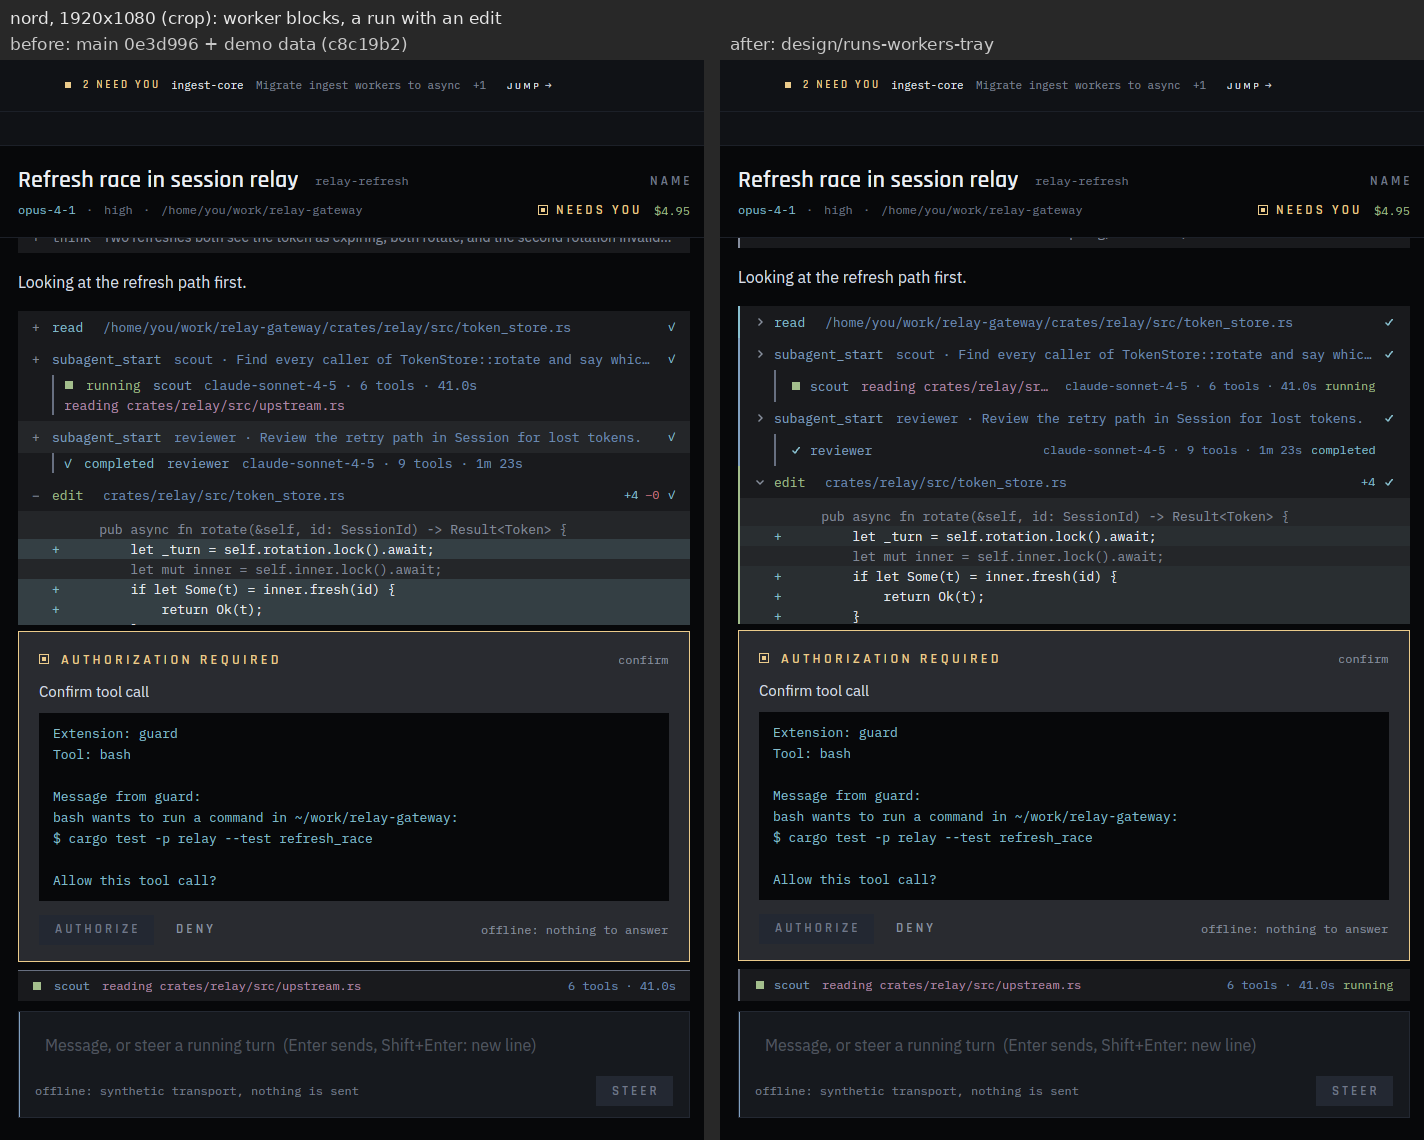 nord, 1920x1080 (crop): worker blocks, a run with an edit
before: main 0e3d996 + demo data (c8c19b2)
2 NEED YOU ingest-core Migrate ingest workers to async +1 JUMP →
Refresh race in session relay relay-refresh NAME
opus-4-1 · high · /home/you/work/relay-gateway NEEDS YOU $4.95
+ think Two refreshes both see the token as expiring, both rotate, and the second rotation invalid…
Looking at the refresh path first.
+ read /home/you/work/relay-gateway/crates/relay/src/token_store.rs √
+ subagent_start scout · Find every caller of TokenStore::rotate and say whic… √
running scout claude-sonnet-4-5 · 6 tools · 41.0s
reading crates/relay/src/upstream.rs
+ subagent_start reviewer · Review the retry path in Session for lost tokens. √
√ completed reviewer claude-sonnet-4-5 · 9 tools · 1m 23s
− edit crates/relay/src/token_store.rs +4 −0 √
pub async fn rotate(&self, id: SessionId) -> Result<Token> {
+ let _turn = self.rotation.lock().await;
let mut inner = self.inner.lock().await;
+ if let Some(t) = inner.fresh(id) {
+ return Ok(t);
AUTHORIZATION REQUIRED confirm
Confirm tool call
Extension: guard
Tool: bash
Message from guard:
bash wants to run a command in ~/work/relay-gateway:
$ cargo test -p relay --test refresh_race
Allow this tool call?
AUTHORIZE DENY offline: nothing to answer
scout reading crates/relay/src/upstream.rs 6 tools · 41.0s
Message, or steer a running turn (Enter sends, Shift+Enter: new line)
offline: synthetic transport, nothing is sent STEER
after: design/runs-workers-tray
2 NEED YOU ingest-core Migrate ingest workers to async +1 JUMP →
Refresh race in session relay relay-refresh NAME
opus-4-1 · high · /home/you/work/relay-gateway NEEDS YOU $4.95
Looking at the refresh path first.
> read /home/you/work/relay-gateway/crates/relay/src/token_store.rs ✓
> subagent_start scout · Find every caller of TokenStore::rotate and say whic… ✓
scout reading crates/relay/sr… claude-sonnet-4-5 · 6 tools · 41.0s running
> subagent_start reviewer · Review the retry path in Session for lost tokens. ✓
✓ reviewer claude-sonnet-4-5 · 9 tools · 1m 23s completed
edit crates/relay/src/token_store.rs +4 ✓
pub async fn rotate(&self, id: SessionId) -> Result<Token> {
+ let _turn = self.rotation.lock().await;
let mut inner = self.inner.lock().await;
+ if let Some(t) = inner.fresh(id) {
+ return Ok(t);
+ }
AUTHORIZATION REQUIRED confirm
Confirm tool call
Extension: guard
Tool: bash
Message from guard:
bash wants to run a command in ~/work/relay-gateway:
$ cargo test -p relay --test refresh_race
Allow this tool call?
AUTHORIZE DENY offline: nothing to answer
scout reading crates/relay/src/upstream.rs 6 tools · 41.0s running
Message, or steer a running turn (Enter sends, Shift+Enter: new line)
offline: synthetic transport, nothing is sent STEER